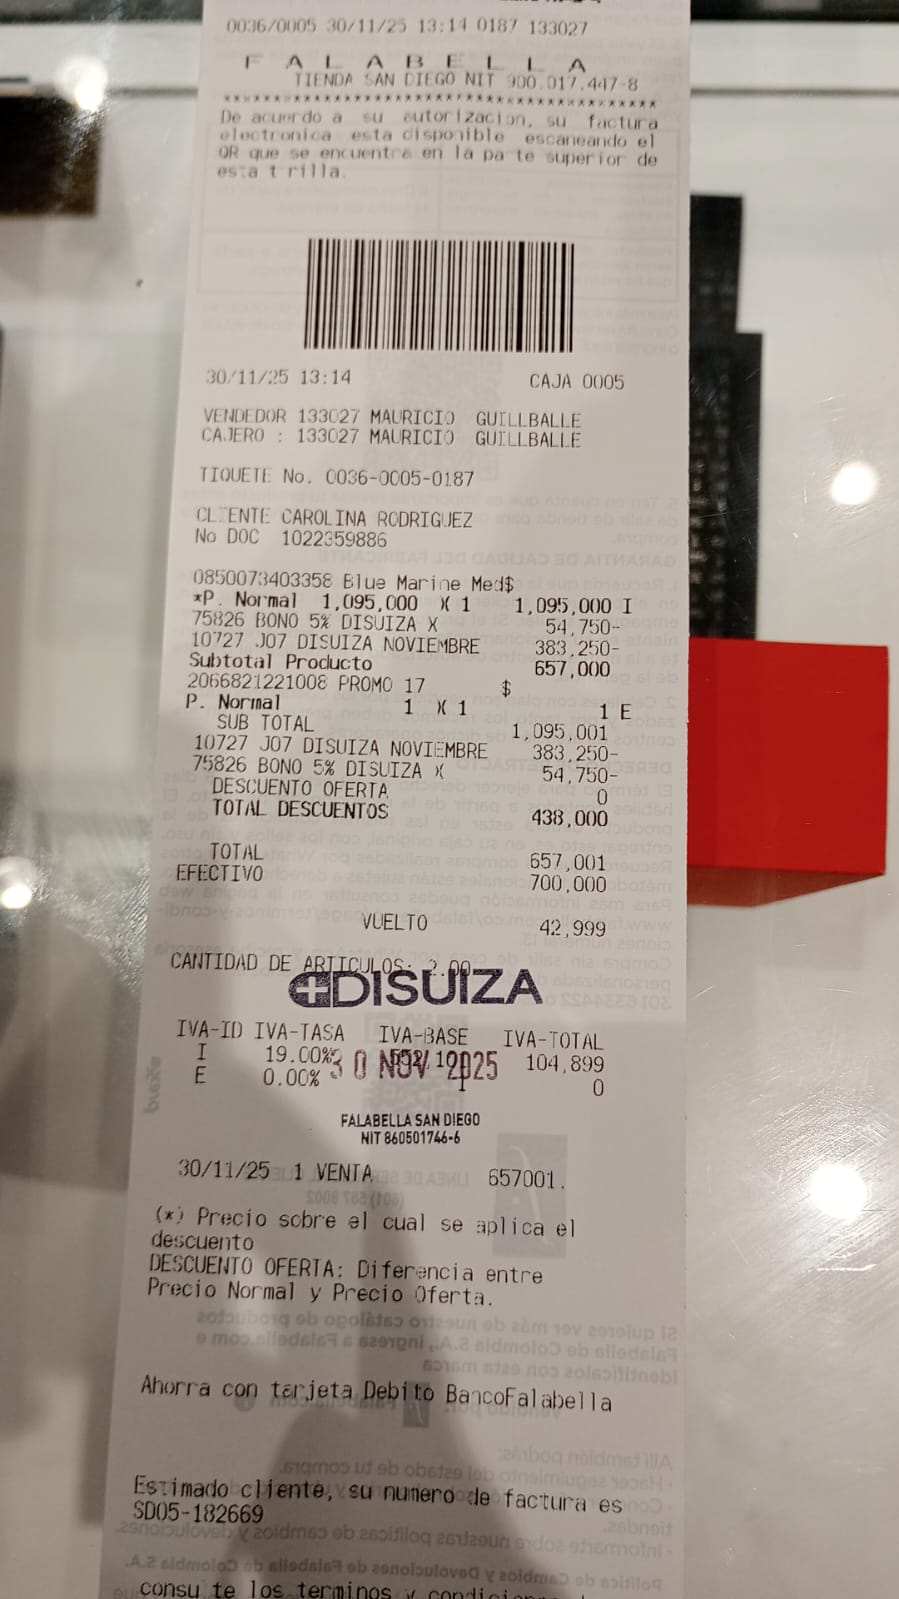 0036/0005 30/11/25 13:14 0187 133027
F A L A B E L L A
TIENDA SAN DIEGO NIT 900.017.447-8
De acuerdo a su autorizacion, su factura
electronica esta disponible escaneando el
QR que se encuentra en la pa te superior de
esta t rilla.
30/11/25 13:14 CAJA 0005
VENDEDOR 133027 MAURICIO GUILLBALLE
CAJERO : 133027 MAURICIO GUILLBALLE
TIQUETE No. 0036-0005-0187
CLIENTE CAROLINA RODRIGUEZ
No DOC 1022359886
0850073403358 Blue Marine Med$
*P. Normal 1,095,000 X 1 1,095,000 I
75826 BONO 5% DISUIZA X 54,750-
10727 J07 DISUIZA NOVIEMBRE 383,250-
Subtotal Producto 657,000
2066821221008 PROMO 17 $
P. Normal 1 X 1 1 E
SUB TOTAL 1,095,001
10727 J07 DISUIZA NOVIEMBRE 383,250-
75826 BONO 5% DISUIZA X 54,750-
DESCUENTO OFERTA 0
TOTAL DESCUENTOS 438,000
TOTAL 657,001
EFECTIVO 700,000
VUELTO 42,999
CANTIDAD DE ARTICULOS: 2.00
DISUIZA
IVA-ID IVA-TASA IVA-BASE IVA-TOTAL
I 19.00% 104,899
30 NOV 2025
E 0.00% 0
FALABELLA SAN DIEGO
NIT 860501746-6
30/11/25 1 VENTA 657001.
(*) Precio sobre el cual se aplica el
descuento
DESCUENTO OFERTA: Diferencia entre
Precio Normal y Precio Oferta.
Ahorra con tarjeta Debito BancoFalabella
Estimado cliente, su numero de factura es
SD05-182669
consu te los terminos y